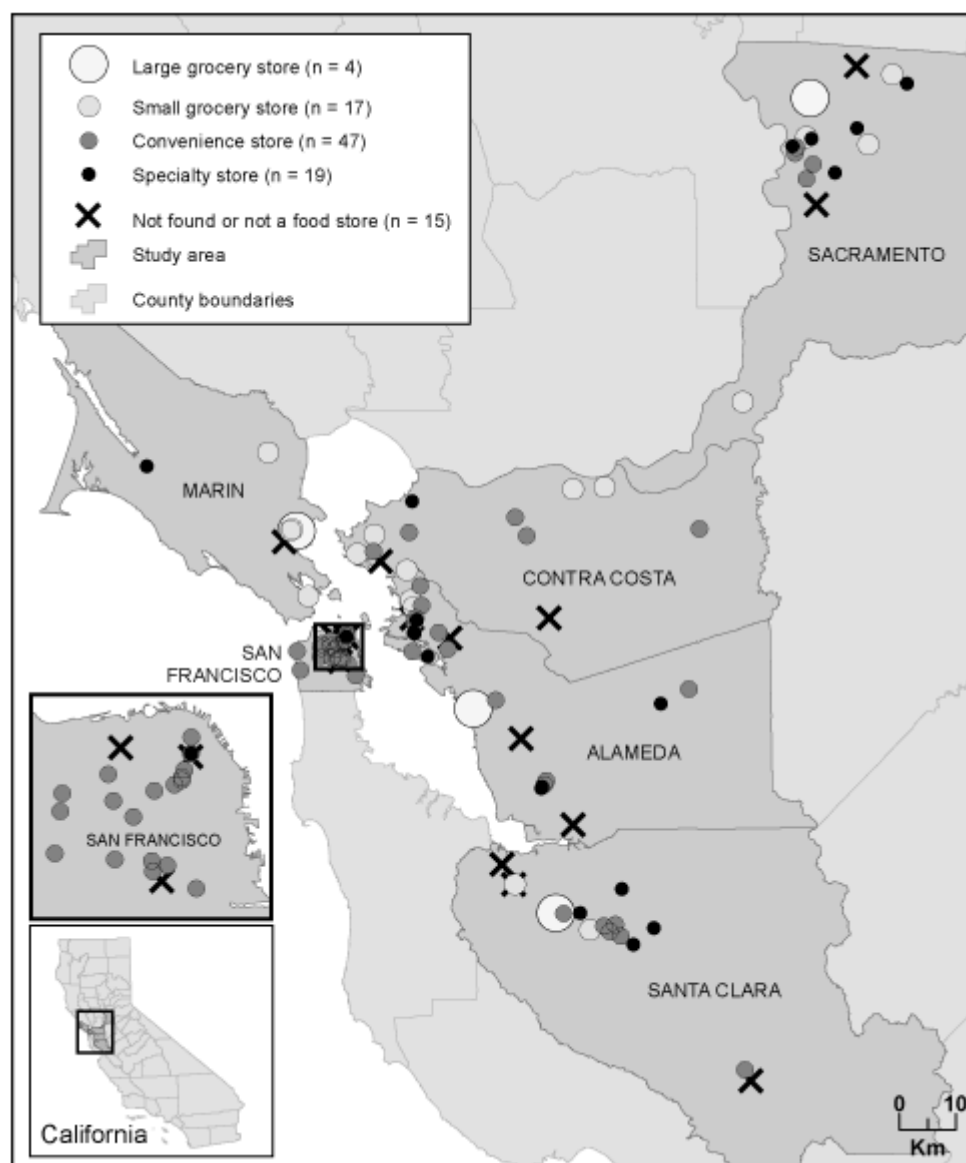 Large grocery store (n = 4)
Small grocery store (n = 17)
Convenience store (n = 47)
Specialty store (n = 19)
Not found or not a food store (n = 15)
Study area
County boundaries
SACRAMENTO
MARIN
CONTRA COSTA
SAN
FRANCISCO
ALAMEDA
SAN FRANCISCO
SANTA CLARA
California
0 10
Km